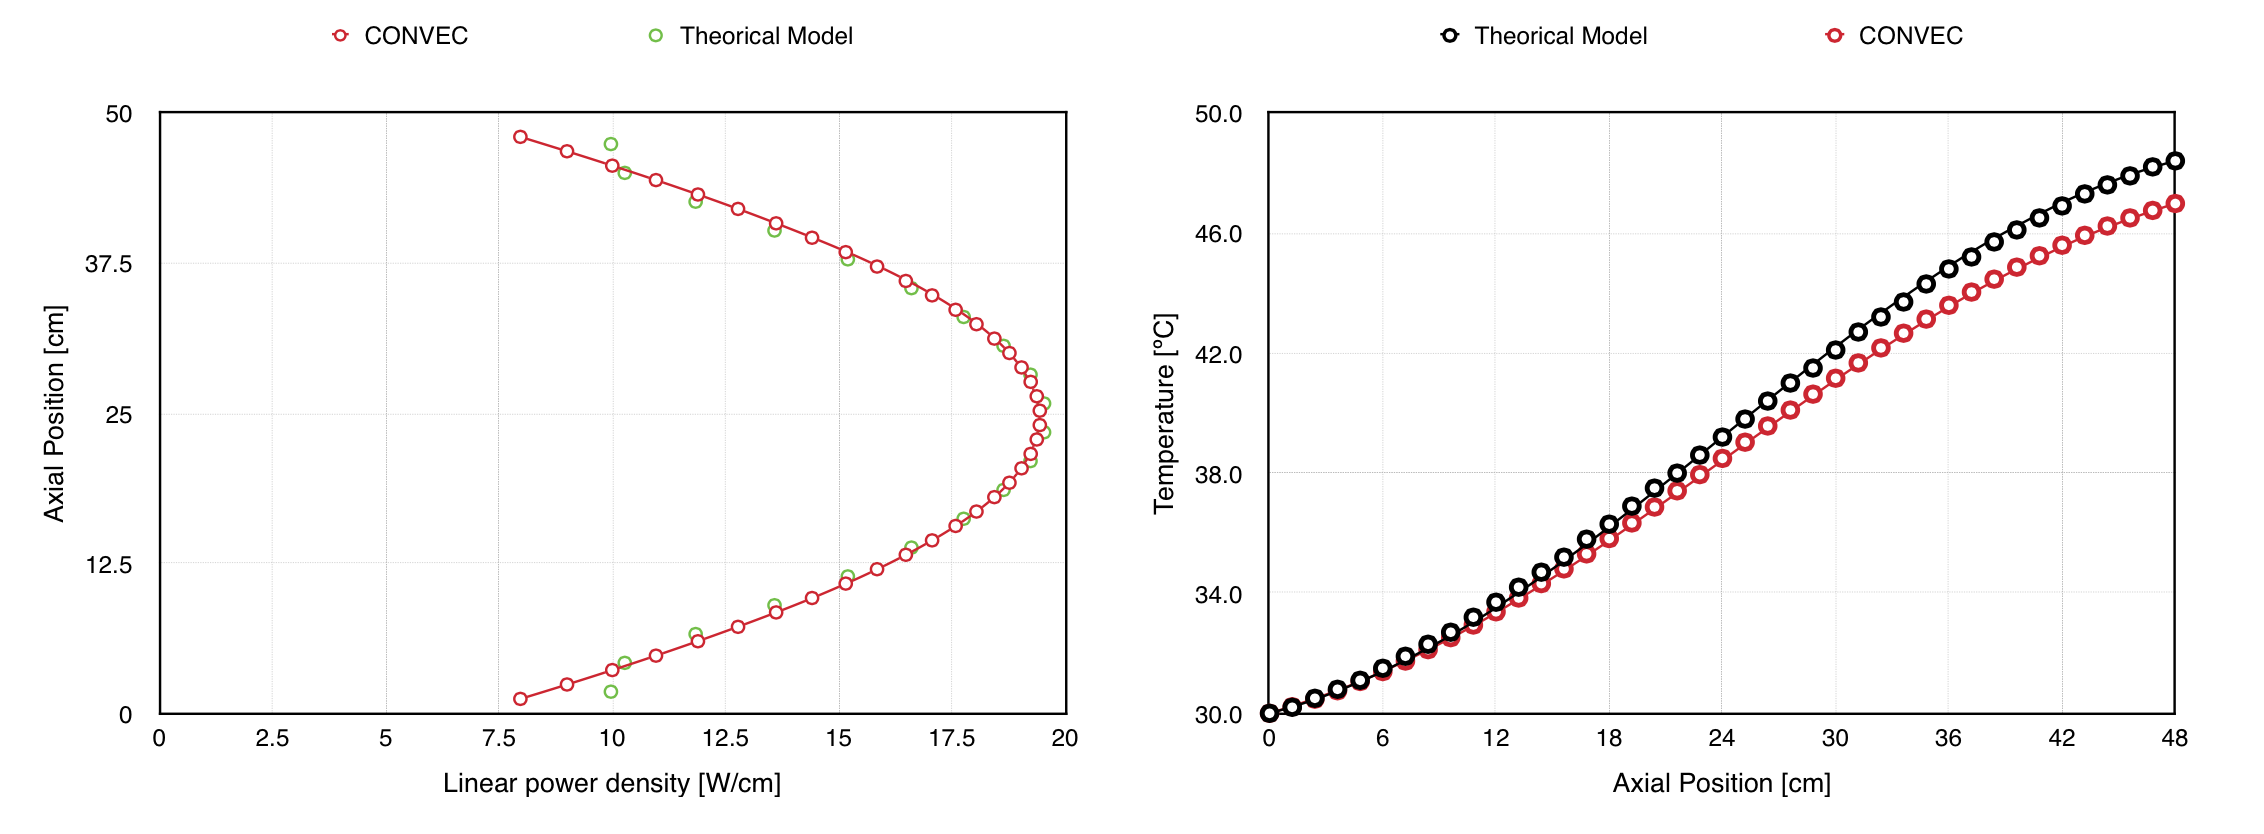 CONVEC
Theorical Model
50
37.5
25
12.5
0
Axial Position [cm]
0 2.5 5 7.5 10 12.5 15 17.5 20
Linear power density [W/cm]
Theorical Model
CONVEC
50.0
46.0
42.0
38.0
34.0
30.0
Temperature [ºC]
0 6 12 18 24 30 36 42 48
Axial Position [cm]